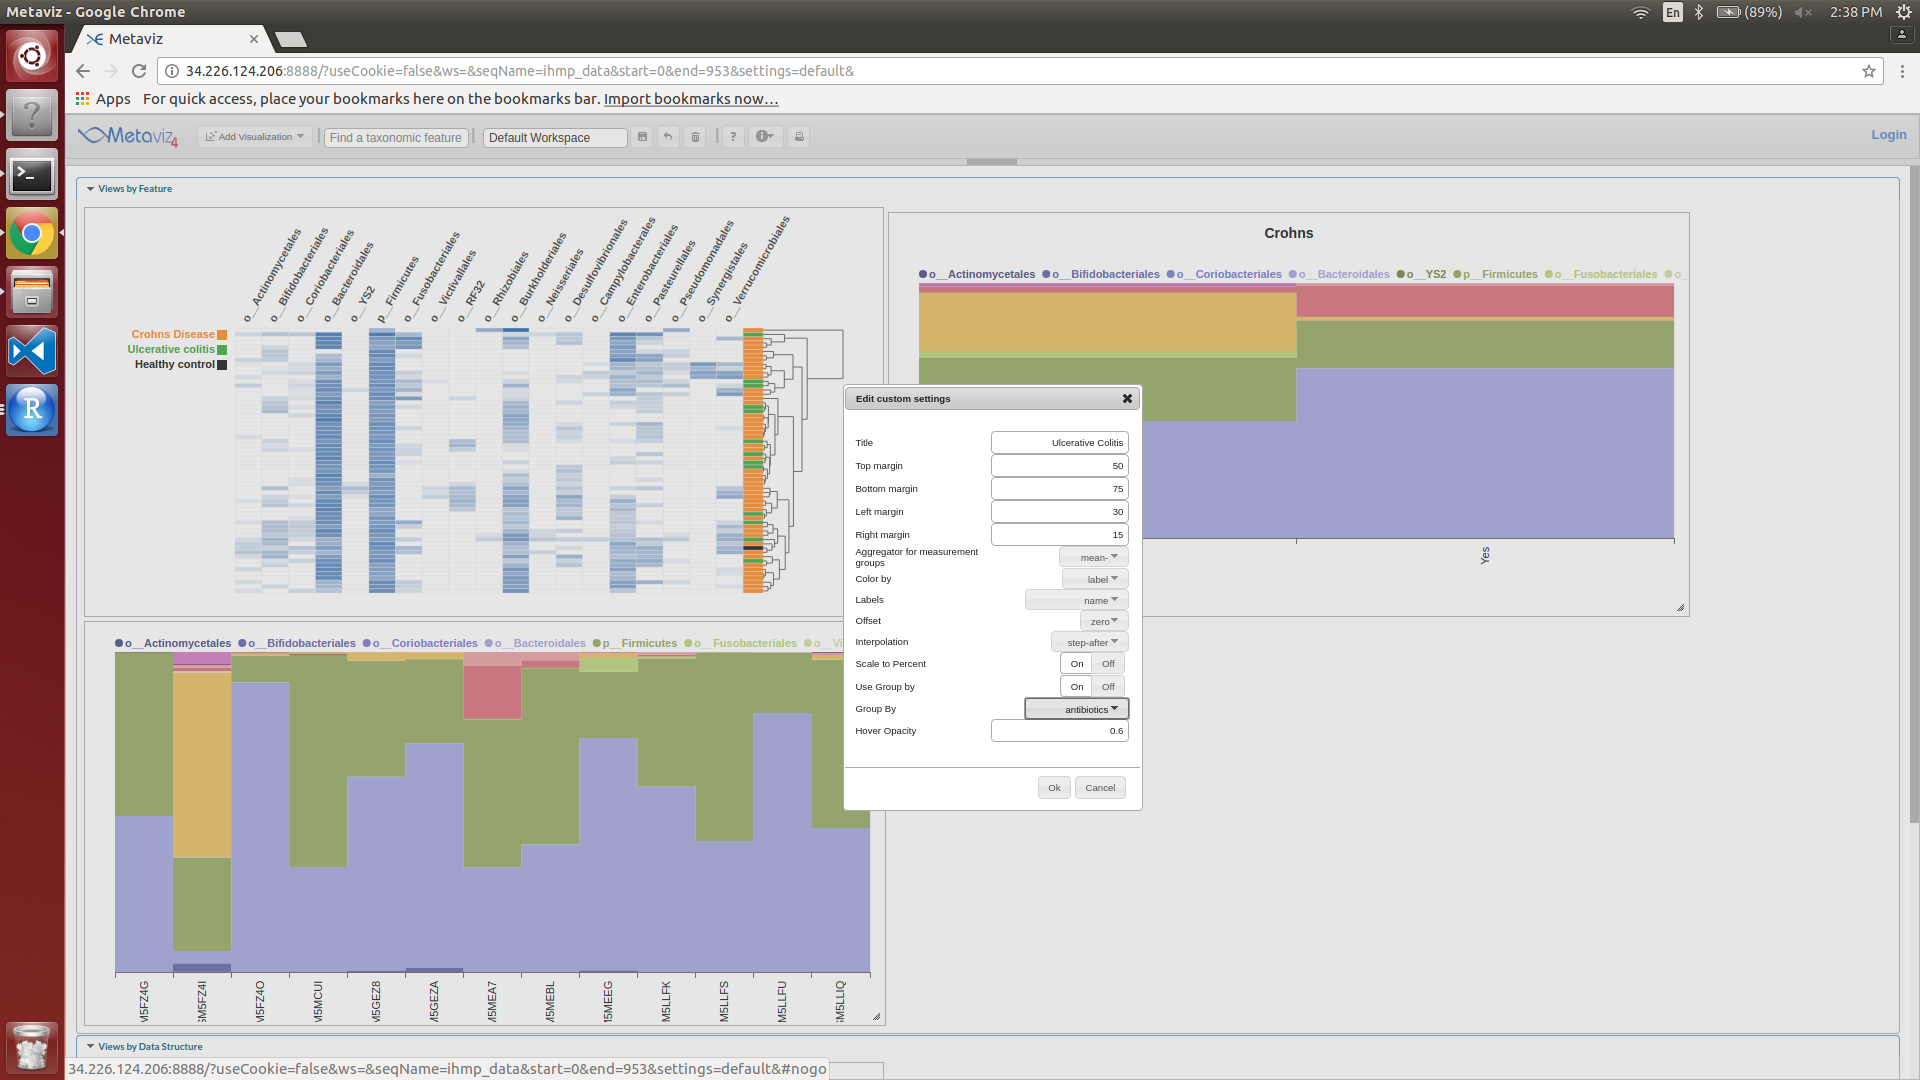 Metaviz - Google Chrome
En
(89%)
2:38 PM
Metaviz
34.226.124.206:8888/?useCookie=false&ws=&seqName=ihmp_data&start=0&end=953&settings=default&
Apps For quick access, place your bookmarks here on the bookmarks bar. Import bookmarks now…
Metaviz4
Add Visualization
Find a taxonomic feature
Default Workspace
?
Login
Views by Feature
o__Actinomycetales
o__Bifidobacteriales
o__Coriobacteriales
o__Bacteroidales
o__YS2
p__Firmicutes
o__Fusobacteriales
o__Victivallales
o__RF32
o__Rhizobiales
o__Burkholderiales
o__Neisseriales
o__Desulfovibrionales
o__Campylobacterales
o__Enterobacteriales
o__Pasteurellales
o__Pseudomonadales
o__Synergistales
o__Verrucomicrobiales
Crohns Disease
Ulcerative colitis
Healthy control
Crohns
o__Actinomycetales o__Bifidobacteriales o__Coriobacteriales o__Bacteroidales o__YS2 p__Firmicutes o__Fusobacteriales o__
Yes
Edit custom settings
Title Ulcerative Colitis
Top margin 50
Bottom margin 75
Left margin 30
Right margin 15
Aggregator for measurement
groups mean-
Color by label
Labels name
Offset zero
Interpolation step-after
Scale to Percent On Off
Use Group by On Off
Group By antibiotics
Hover Opacity 0.6
Ok Cancel
o__Actinomycetales o__Bifidobacteriales o__Coriobacteriales o__Bacteroidales p__Firmicutes o__Fusobacteriales o__Vi
M5FZ4G
SM5FZ4I
M5FZ4O
M5MCUI
M5GEZ8
M5GEZA
M5MEA7
M5MEBL
M5MEEG
M5LLFK
M5LLFS
M5LLFU
SM5LLIQ
Views by Data Structure
34.226.124.206:8888/?useCookie=false&ws=&seqName=ihmp_data&start=0&end=953&settings=default&#nogo